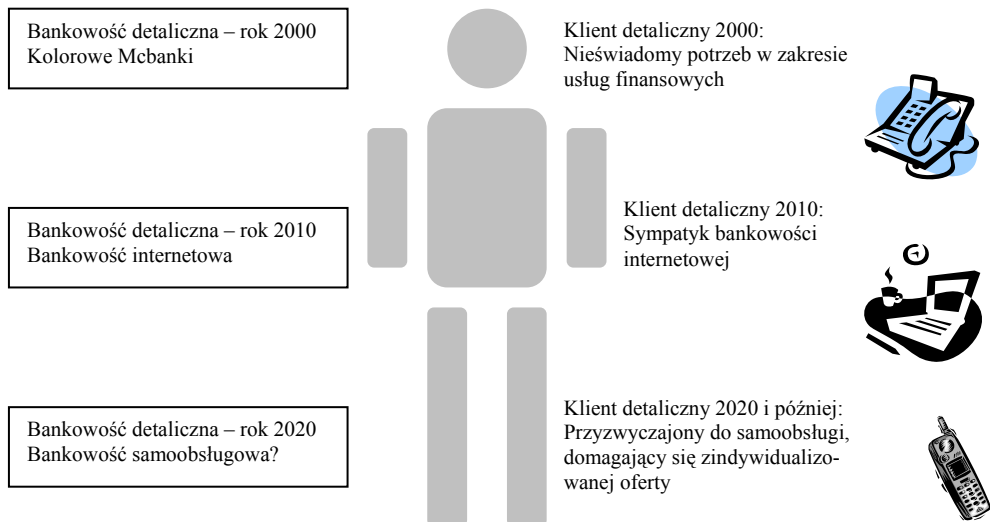 Bankowość detaliczna – rok 2000
Kolorowe Mcbanki
Klient detaliczny 2000:
Nieświadomy potrzeb w zakresie
usług finansowych
Bankowość detaliczna – rok 2010
Bankowość internetowa
Klient detaliczny 2010:
Sympatyk bankowości
internetowej
Bankowość detaliczna – rok 2020
Bankowość samoobsługowa?
Klient detaliczny 2020 i później:
Przyzwyczajony do samoobsługi,
domagający się zindywidualizo-
wanej oferty